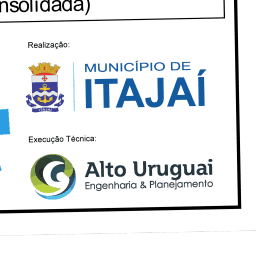 nsolidada)
Realização:
MUNICÍPIO DE
ITAJAÍ
Execução Técnica:
Alto Uruguai
Engenharia & Planejamento